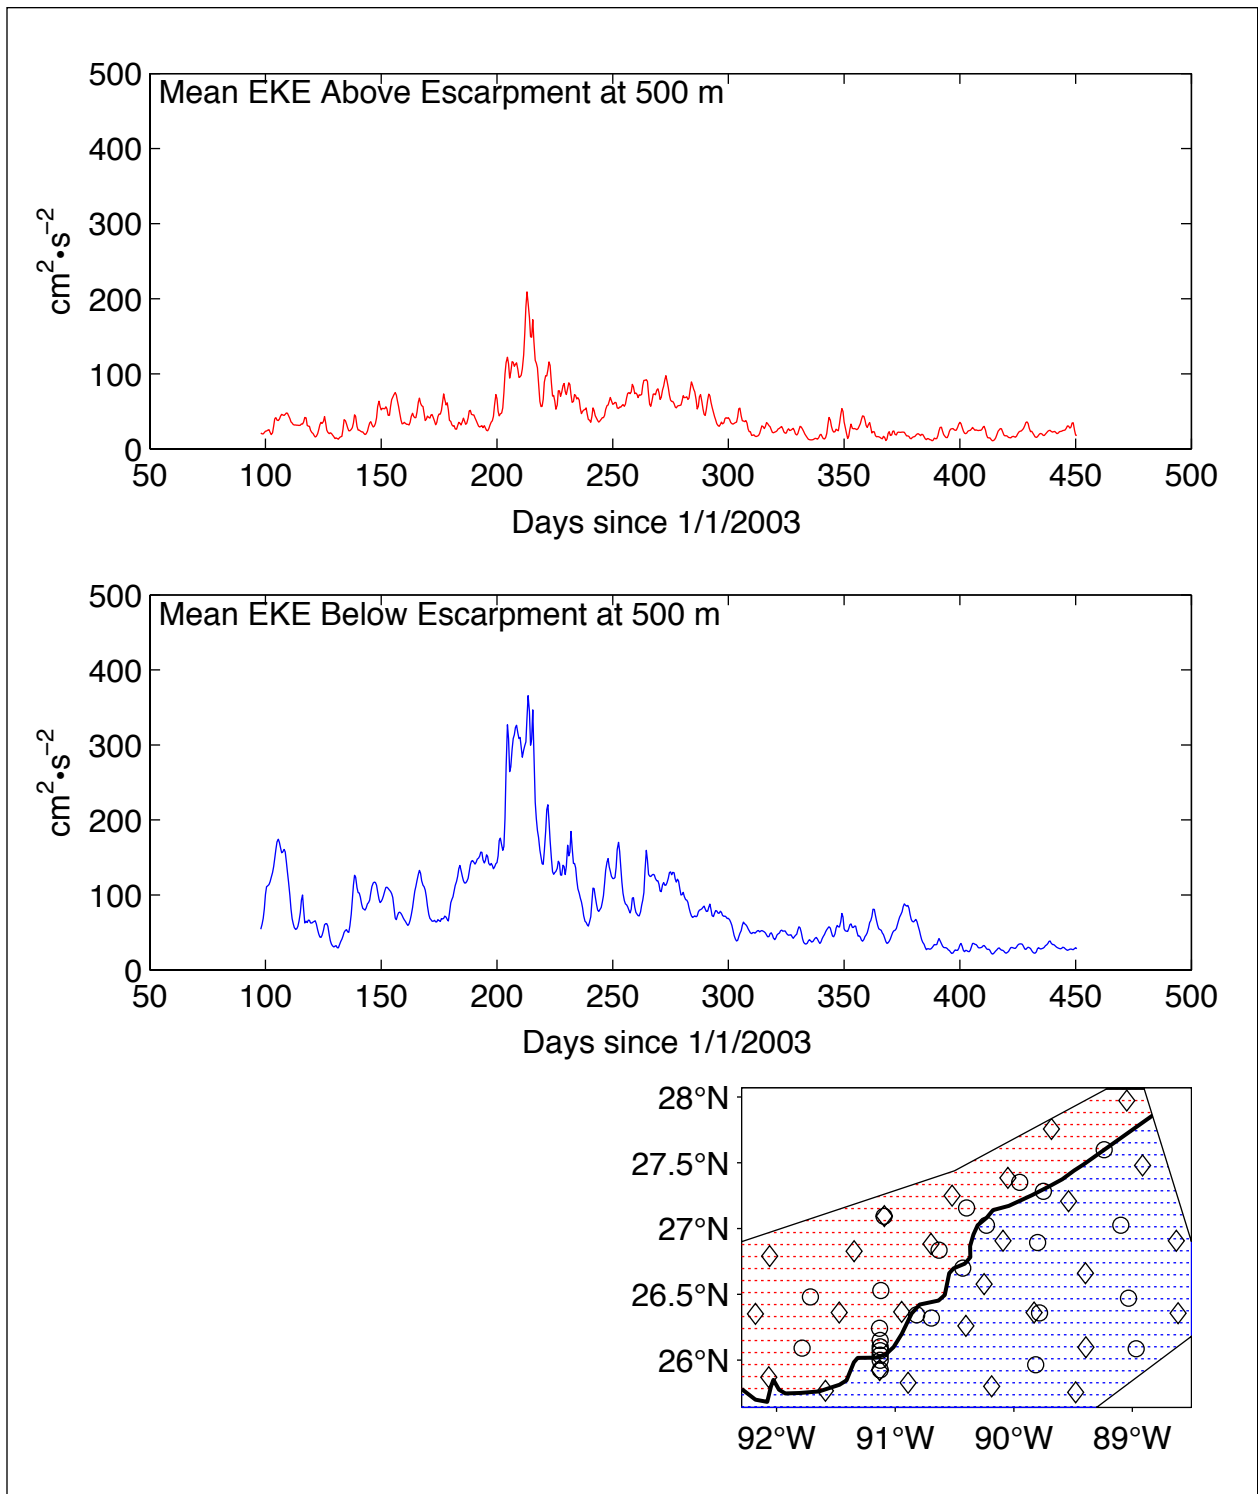 Mean EKE Above Escarpment at 500 m
500
400
300
200
100
0
cm²•s⁻²
50 100 150 200 250 300 350 400 450 500
Days since 1/1/2003
Mean EKE Below Escarpment at 500 m
500
400
300
200
100
0
cm²•s⁻²
50 100 150 200 250 300 350 400 450 500
Days since 1/1/2003
28°N
27.5°N
27°N
26.5°N
26°N
92°W 91°W 90°W 89°W